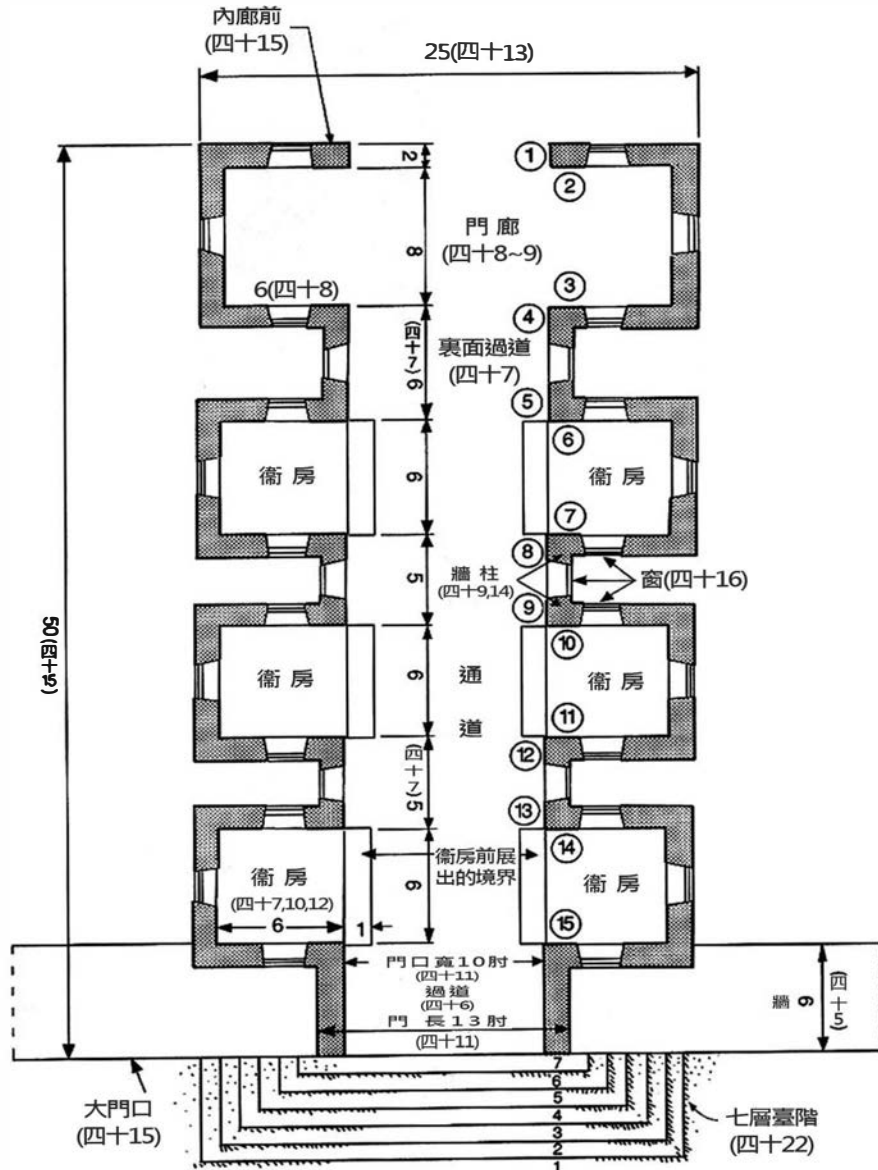 內廊前
(四十15)
25(四十13)
2
①
②
門廊
(四十8~9)
8
6(四十8)
③
④
(四十7)
6
裏面過道
(四十7)
⑤
⑥
衞房
6
衞房
⑦
⑧
5
牆柱
(四十9,14)
窗(四十16)
⑨
50(四十15)
⑩
衞房
6
通
道
衞房
⑪
⑫
(四十7)
5
⑬
衞房前展
出的境界
⑭
衞房
(四十7,10,12)
6
1
6
衞房
⑮
門口寬10肘
(四十11)
過道
(四十6)
門長13肘
(四十11)
牆
6
(四十5)
大門口
(四十15)
7
6
5
4
3
2
1
七層臺階
(四十22)